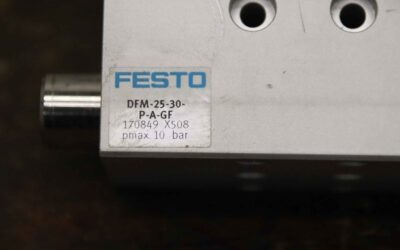 FESTO
DFM-25-30-
P-A-GF
170849 X508
pmax 10 bar